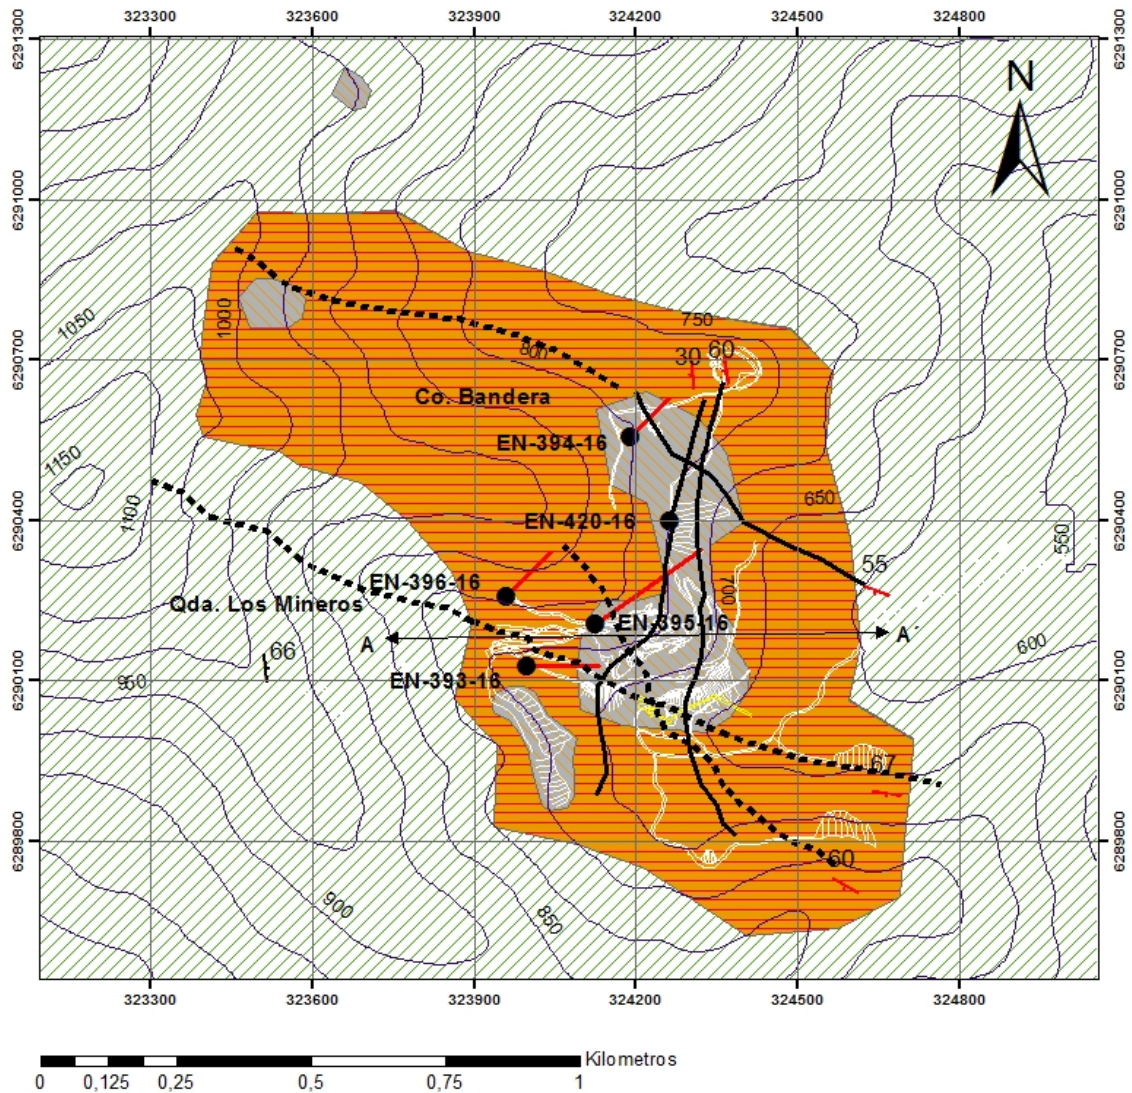 323300 323600 323900 324200 324500 324800
6291300 6291300
N
6291000 6291000
1050
1000
750
800
30 60
6290700 6290700
Co. Bandera
EN-394-16
1150
1100
650
6290400 6290400
EN-420-16
550
55
EN-396-16
700
Qda. Los Mineros
EN-395-16
A A´
600
66
6290100 6290100
950
EN-393-16
67
6289800 6289800
60
900
850
323300 323600 323900 324200 324500 324800
Kilometros
0 0,125 0,25 0,5 0,75 1